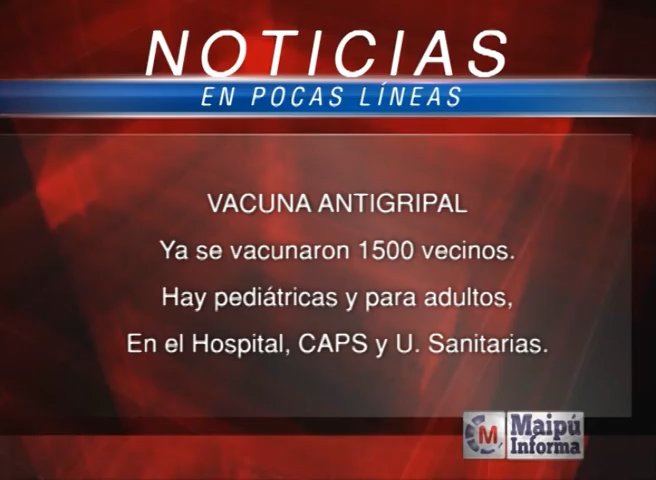 NOTICIAS
EN POCAS LÍNEAS
VACUNA ANTIGRIPAL
Ya se vacunaron 1500 vecinos.
Hay pediátricas y para adultos,
En el Hospital, CAPS y U. Sanitarias.
M
Maipú
Informa